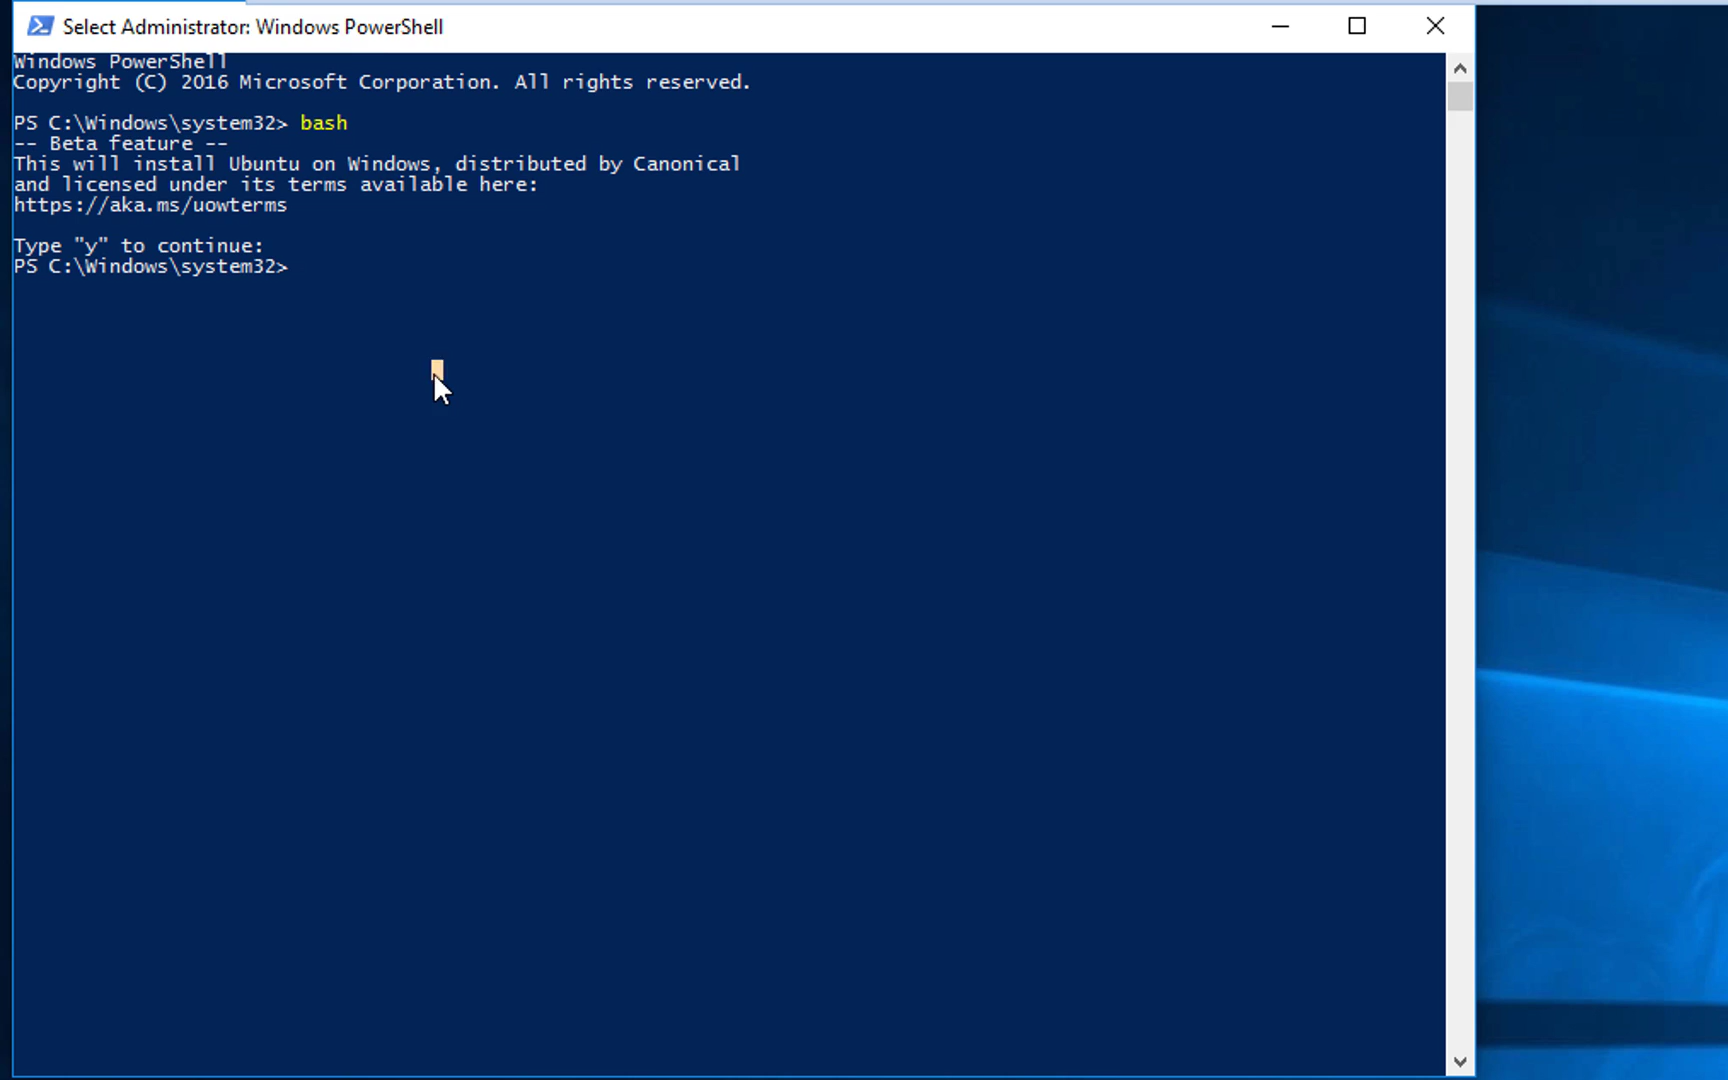 Select Administrator: Windows PowerShell
Windows PowerShell
Copyright (C) 2016 Microsoft Corporation. All rights reserved.
PS C:\Windows\system32> bash
-- Beta feature --
This will install Ubuntu on Windows, distributed by Canonical
and licensed under its terms available here:
https://aka.ms/uowterms
Type "y" to continue:
PS C:\Windows\system32>